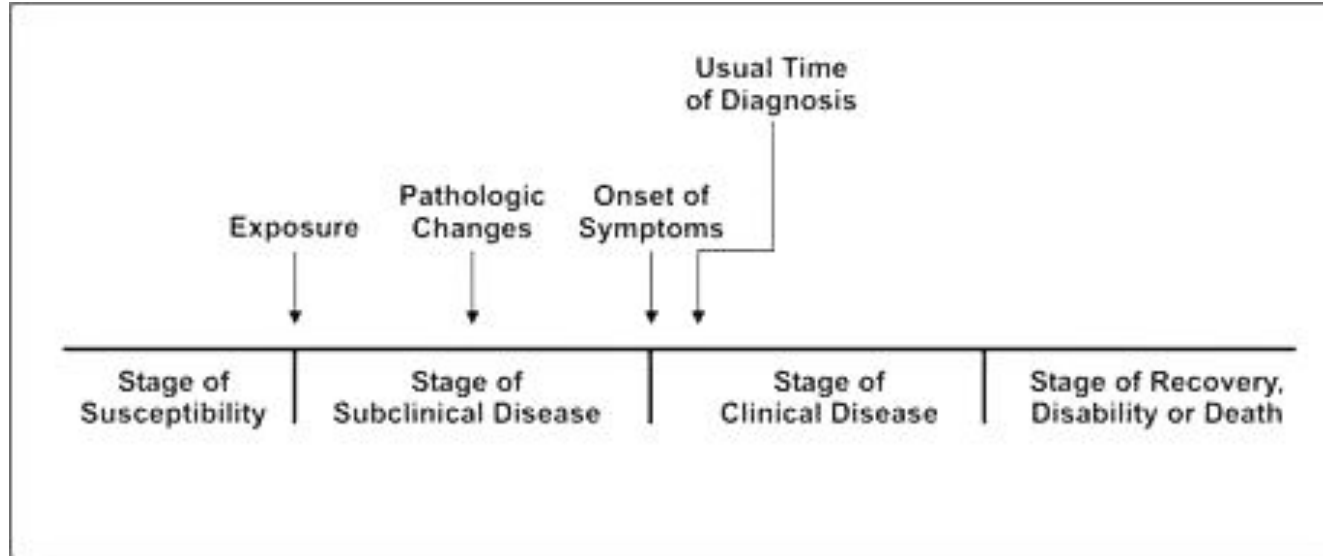 Usual Time
of Diagnosis
Exposure
Pathologic
Changes
Onset of
Symptoms
Stage of
Susceptibility
Stage of
Subclinical Disease
Stage of
Clinical Disease
Stage of Recovery,
Disability or Death